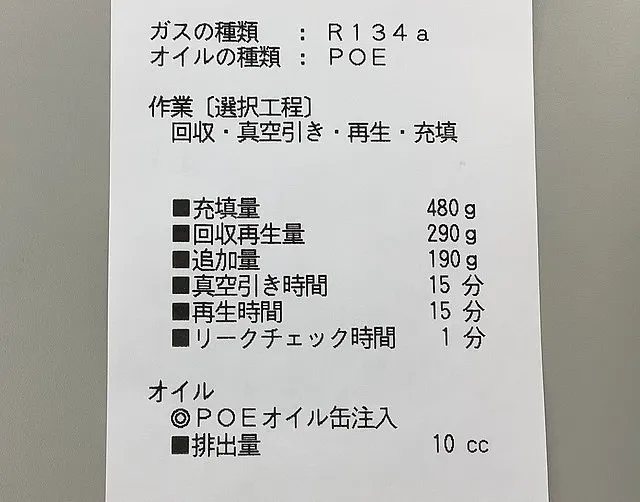 ガスの種類 : R134a
オイルの種類 : POE
作業〔選択工程〕
回収・真空引き・再生・充填
■充填量 480g
■回収再生量 290g
■追加量 190g
■真空引き時間 15 分
■再生時間 15 分
■リークチェック時間 1 分
オイル
◎POEオイル缶注入
■排出量 10 cc